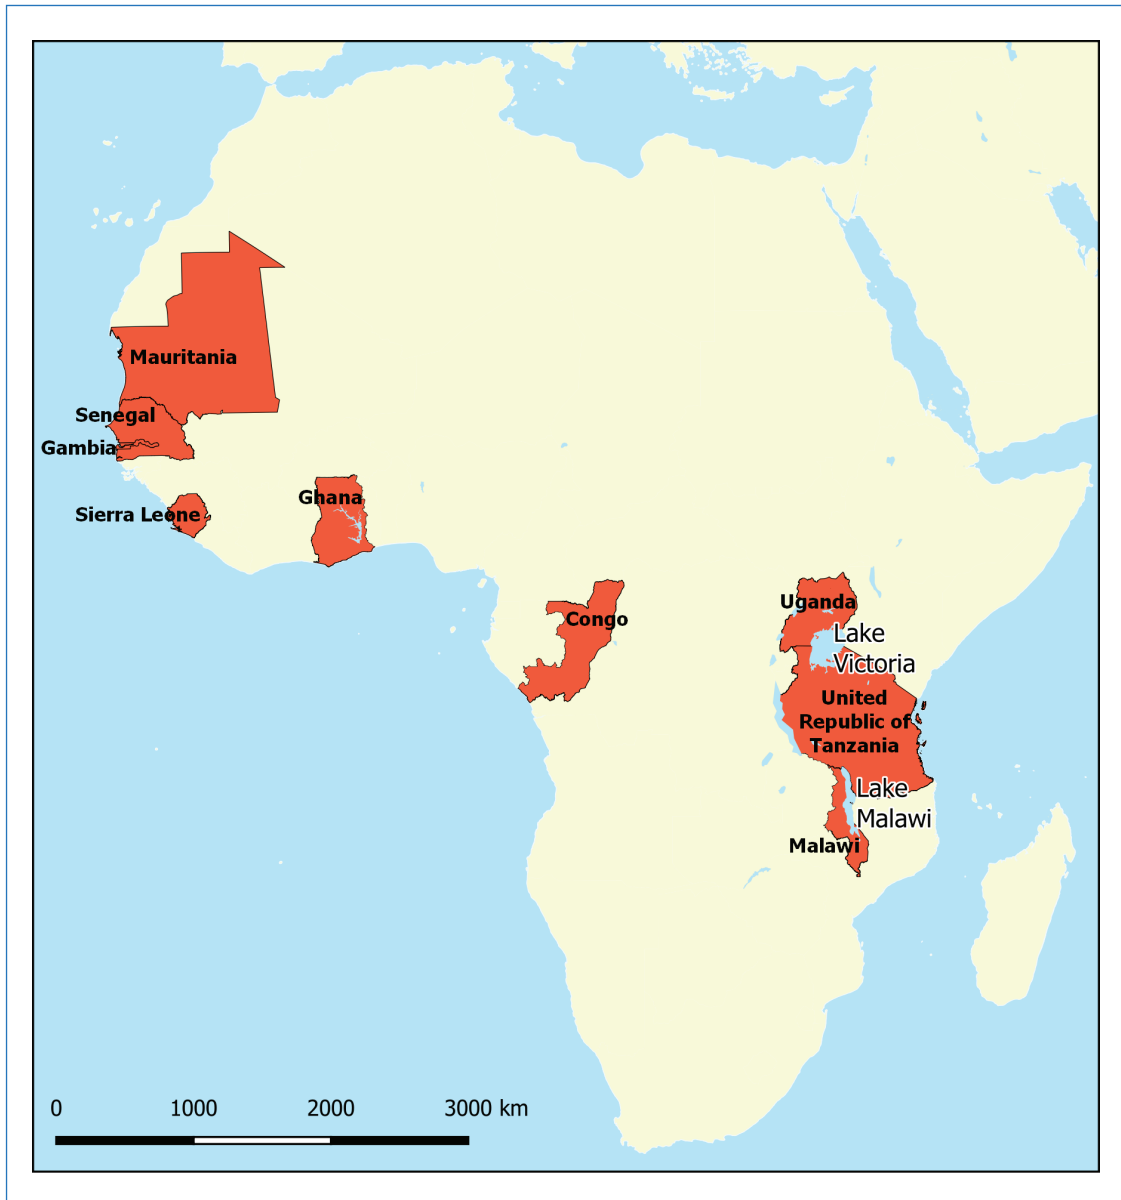 Mauritania
Senegal
Gambia
Ghana
Sierra Leone
Uganda
Congo
Lake
Victoria
United
Republic of
Tanzania
Lake
Malawi
Malawi
0 1000 2000 3000 km